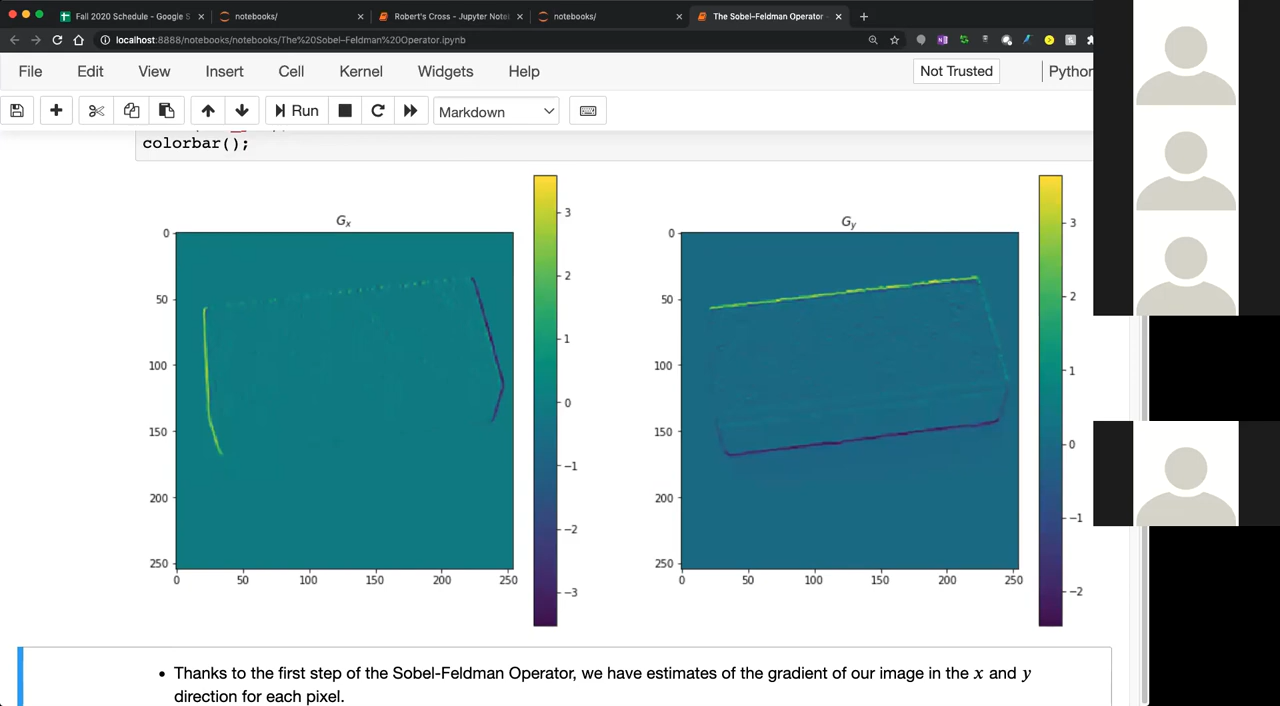 Fall 2020 Schedule - Google S
notebooks/
Robert's Cross - Jupyter Note
notebooks/
The Sobel–Feldman Operator -
localhost:8888/notebooks/notebooks/The%20Sobel–Feldman%20Operator.ipynb
File Edit View Insert Cell Kernel Widgets Help Not Trusted Python
Run Markdown
colorbar();
Gx
0
50
100
150
200
250
0 50 100 150 200 250
3
2
1
0
−1
−2
−3
Gy
0
50
100
150
200
250
0 50 100 150 200 250
3
2
1
0
−1
−2
• Thanks to the first step of the Sobel-Feldman Operator, we have estimates of the gradient of our image in the x and y
direction for each pixel.